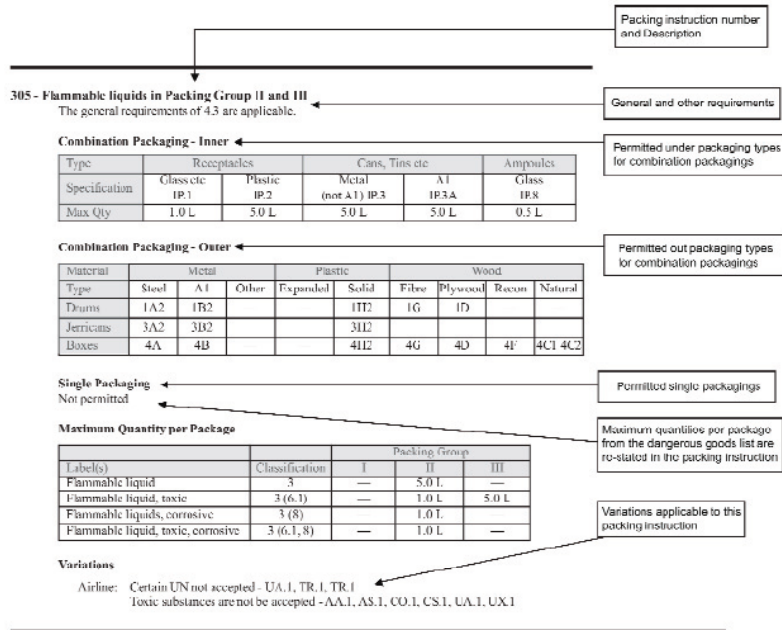 Packing instruction number
and Description
305 - Flammable liquids in Packing Group II and III
The general requirements of 4.3 are applicable.
General and other requirements
Combination Packaging - Inner
Permitted under packaging types
for combination packagings
Type Receptacles Cans, Tins etc Ampoules
Specification Glass etc Plastic Metal A1 Glass
IP.1 IP.2 (not A1) IP.3 IP.3A IP.8
Max Qty 1.0 L 5.0 L 5.0 L 5.0 L 0.5 L
Combination Packaging - Outer
Permitted out packaging types
for combination packagings
Material Metal Plastic Wood
Type Steel A1 Other Expanded Solid Fibre Plywood Recon Natural
Drums 1A2 1B2 1H2 1G 1D
Jerricans 3A2 3B2 3H2
Boxes 4A 4B — — 4H2 4G 4D 4F 4C1 4C2
Single Packaging
Not permitted
Permitted single packagings
Maximum Quantity per Package
Maximum quantities per package
from the dangerous goods list are
re-stated in the packing instruction
Packing Group
Label(s) Classification I II III
Flammable liquid 3 — 5.0 L —
Flammable liquid, toxic 3 (6.1) — 1.0 L 5.0 L
Flammable liquids, corrosive 3 (8) — 1.0 L —
Flammable liquid, toxic, corrosive 3 (6.1, 8) — 1.0 L —
Variations applicable to this
packing instruction
Variations
Airline: Certain UN not accepted - UA.1, TR.1, TR.1
Toxic substances are not be accepted - AA.1, AS.1, CO.1, CS.1, UA.1, UX.1